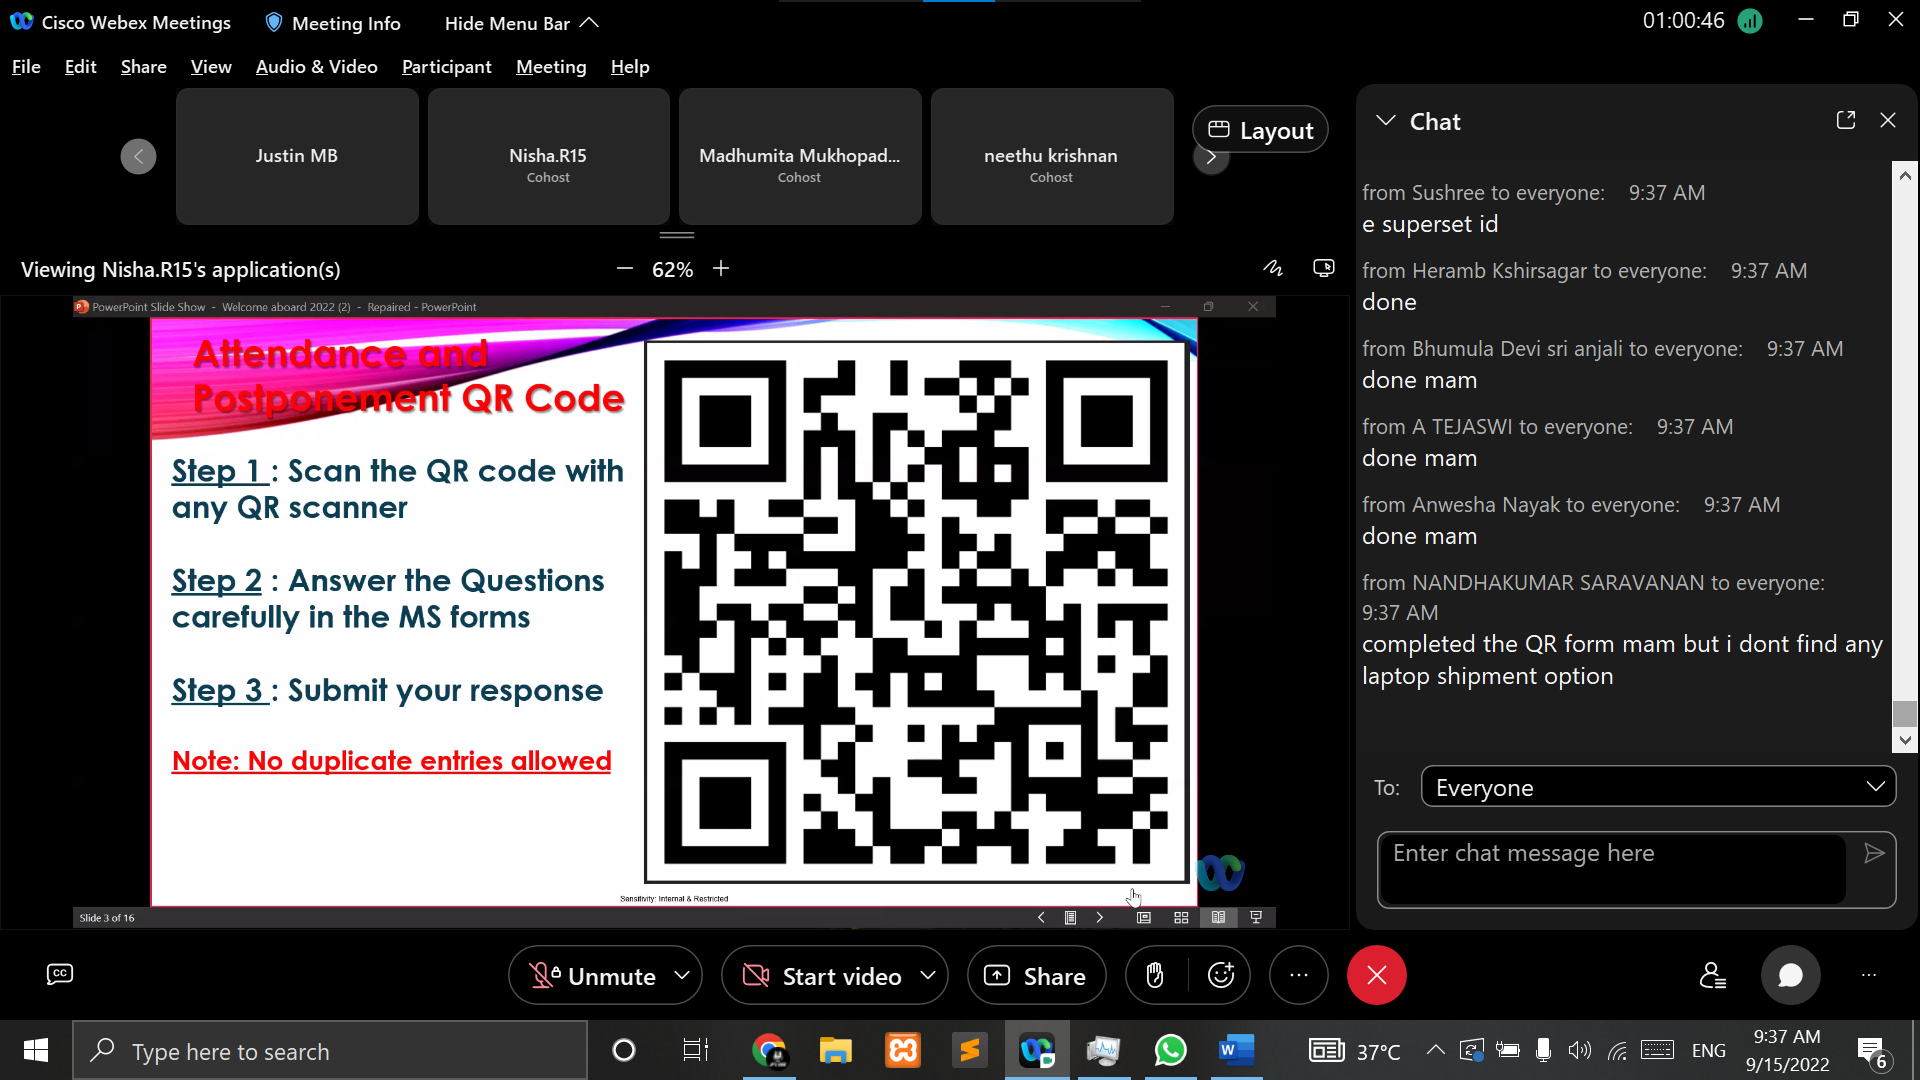 Cisco Webex Meetings
Meeting Info
Hide Menu Bar
01:00:46
File Edit Share View Audio & Video Participant Meeting Help
Justin MB
Nisha.R15
Cohost
Madhumita Mukhopad...
Cohost
neethu krishnan
Cohost
Layout
Viewing Nisha.R15's application(s)
62%
PowerPoint Slide Show - Welcome aboard 2022 (2) - Repaired - PowerPoint
Attendance and
Postponement QR Code
Step 1 : Scan the QR code with
any QR scanner
Step 2 : Answer the Questions
carefully in the MS forms
Step 3 : Submit your response
Note: No duplicate entries allowed
Sensitivity: Internal & Restricted
Slide 3 of 16
Chat
from Sushree to everyone: 9:37 AM
e superset id
from Heramb Kshirsagar to everyone: 9:37 AM
done
from Bhumula Devi sri anjali to everyone: 9:37 AM
done mam
from A TEJASWI to everyone: 9:37 AM
done mam
from Anwesha Nayak to everyone: 9:37 AM
done mam
from NANDHAKUMAR SARAVANAN to everyone:
9:37 AM
completed the QR form mam but i dont find any
laptop shipment option
To: Everyone
Enter chat message here
CC
Unmute
Start video
Share
Type here to search
37°C
ENG
9:37 AM
9/15/2022
6